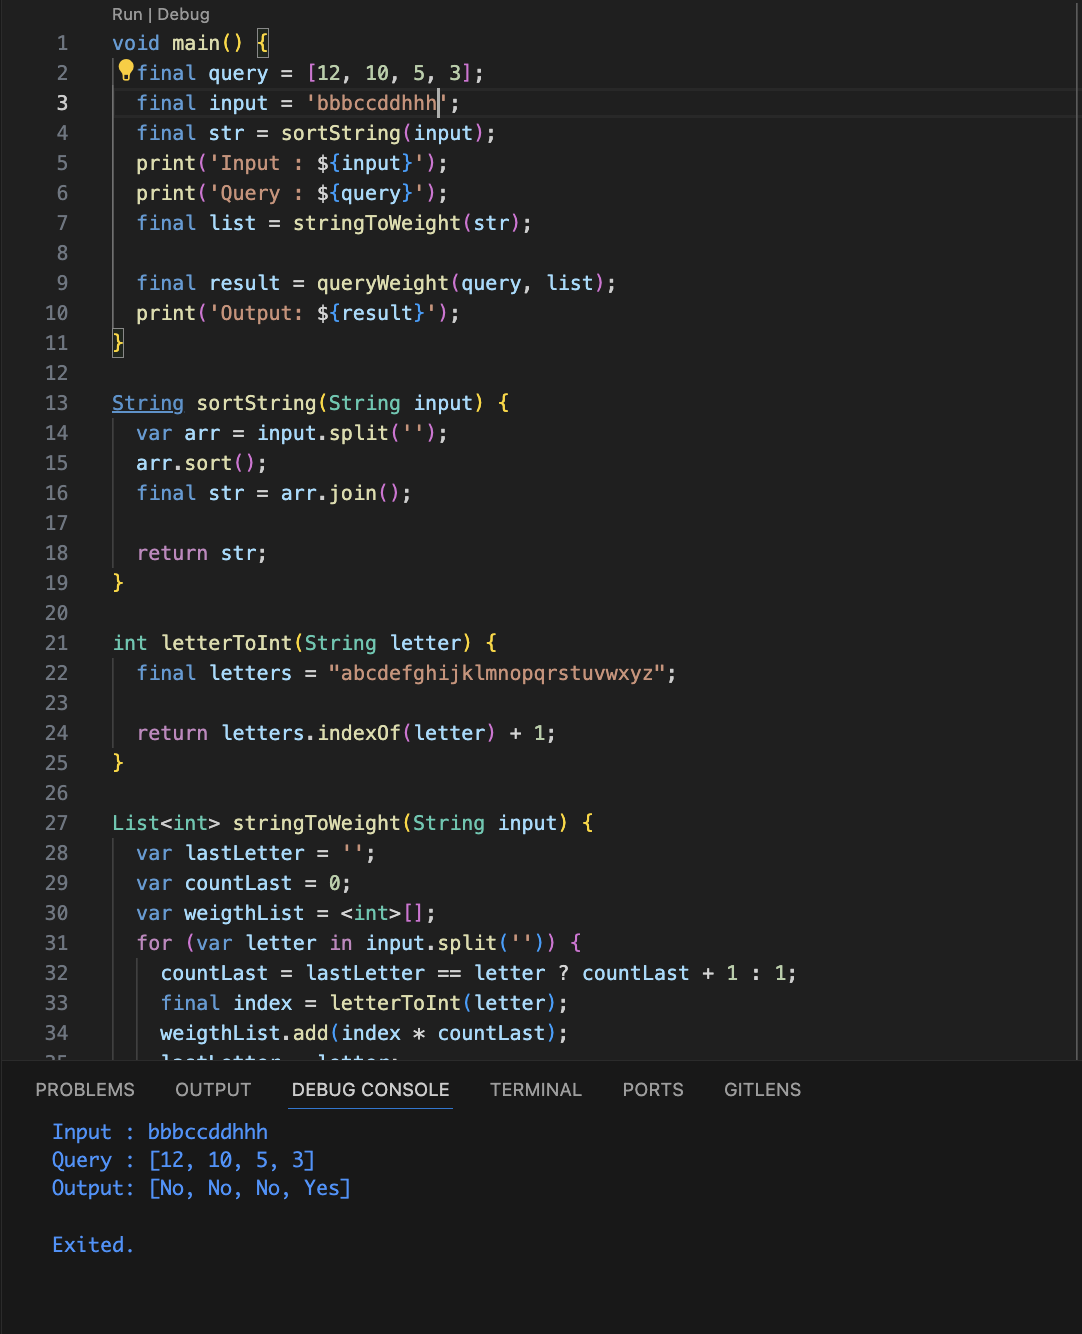 Run | Debug
1 void main() {
2 final query = [12, 10, 5, 3];
3 final input = 'bbbccddhhh';
4 final str = sortString(input);
5 print('Input : ${input}');
6 print('Query : ${query}');
7 final list = stringToWeight(str);
8
9 final result = queryWeight(query, list);
10 print('Output: ${result}');
11 }
12
13 String sortString(String input) {
14 var arr = input.split('');
15 arr.sort();
16 final str = arr.join();
17
18 return str;
19 }
20
21 int letterToInt(String letter) {
22 final letters = "abcdefghijklmnopqrstuvwxyz";
23
24 return letters.indexOf(letter) + 1;
25 }
26
27 List<int> stringToWeight(String input) {
28 var lastLetter = '';
29 var countLast = 0;
30 var weigthList = <int>[];
31 for (var letter in input.split('')) {
32 countLast = lastLetter == letter ? countLast + 1 : 1;
33 final index = letterToInt(letter);
34 weigthList.add(index * countLast);
35 lastLetter = letter;
PROBLEMS OUTPUT DEBUG CONSOLE TERMINAL PORTS GITLENS
Input : bbbccddhhh
Query : [12, 10, 5, 3]
Output: [No, No, No, Yes]
Exited.